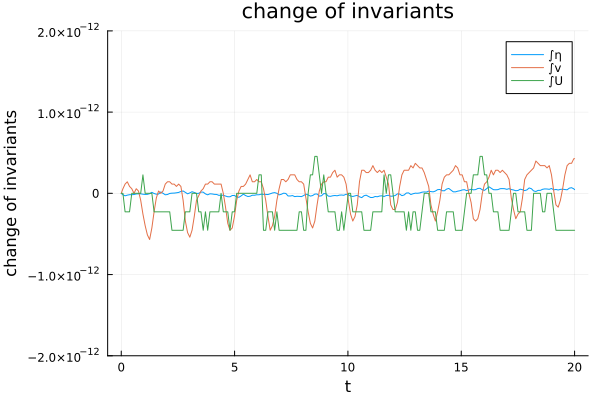 change of invariants
2.0×10⁻¹²
1.0×10⁻¹²
0
−1.0×10⁻¹²
−2.0×10⁻¹²
change of invariants
∫η
∫v
∫U
0 5 10 15 20
t